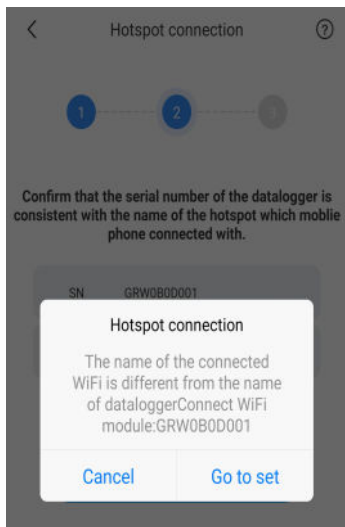 Hotspot connection ?
1 2 3
Confirm that the serial number of the datalogger is
consistent with the name of the hotspot which moblie
phone connected with.
SN GRW0B0D001
Hotspot connection
The name of the connected
WiFi is different from the name
of dataloggerConnect WiFi
module:GRW0B0D001
Cancel Go to set